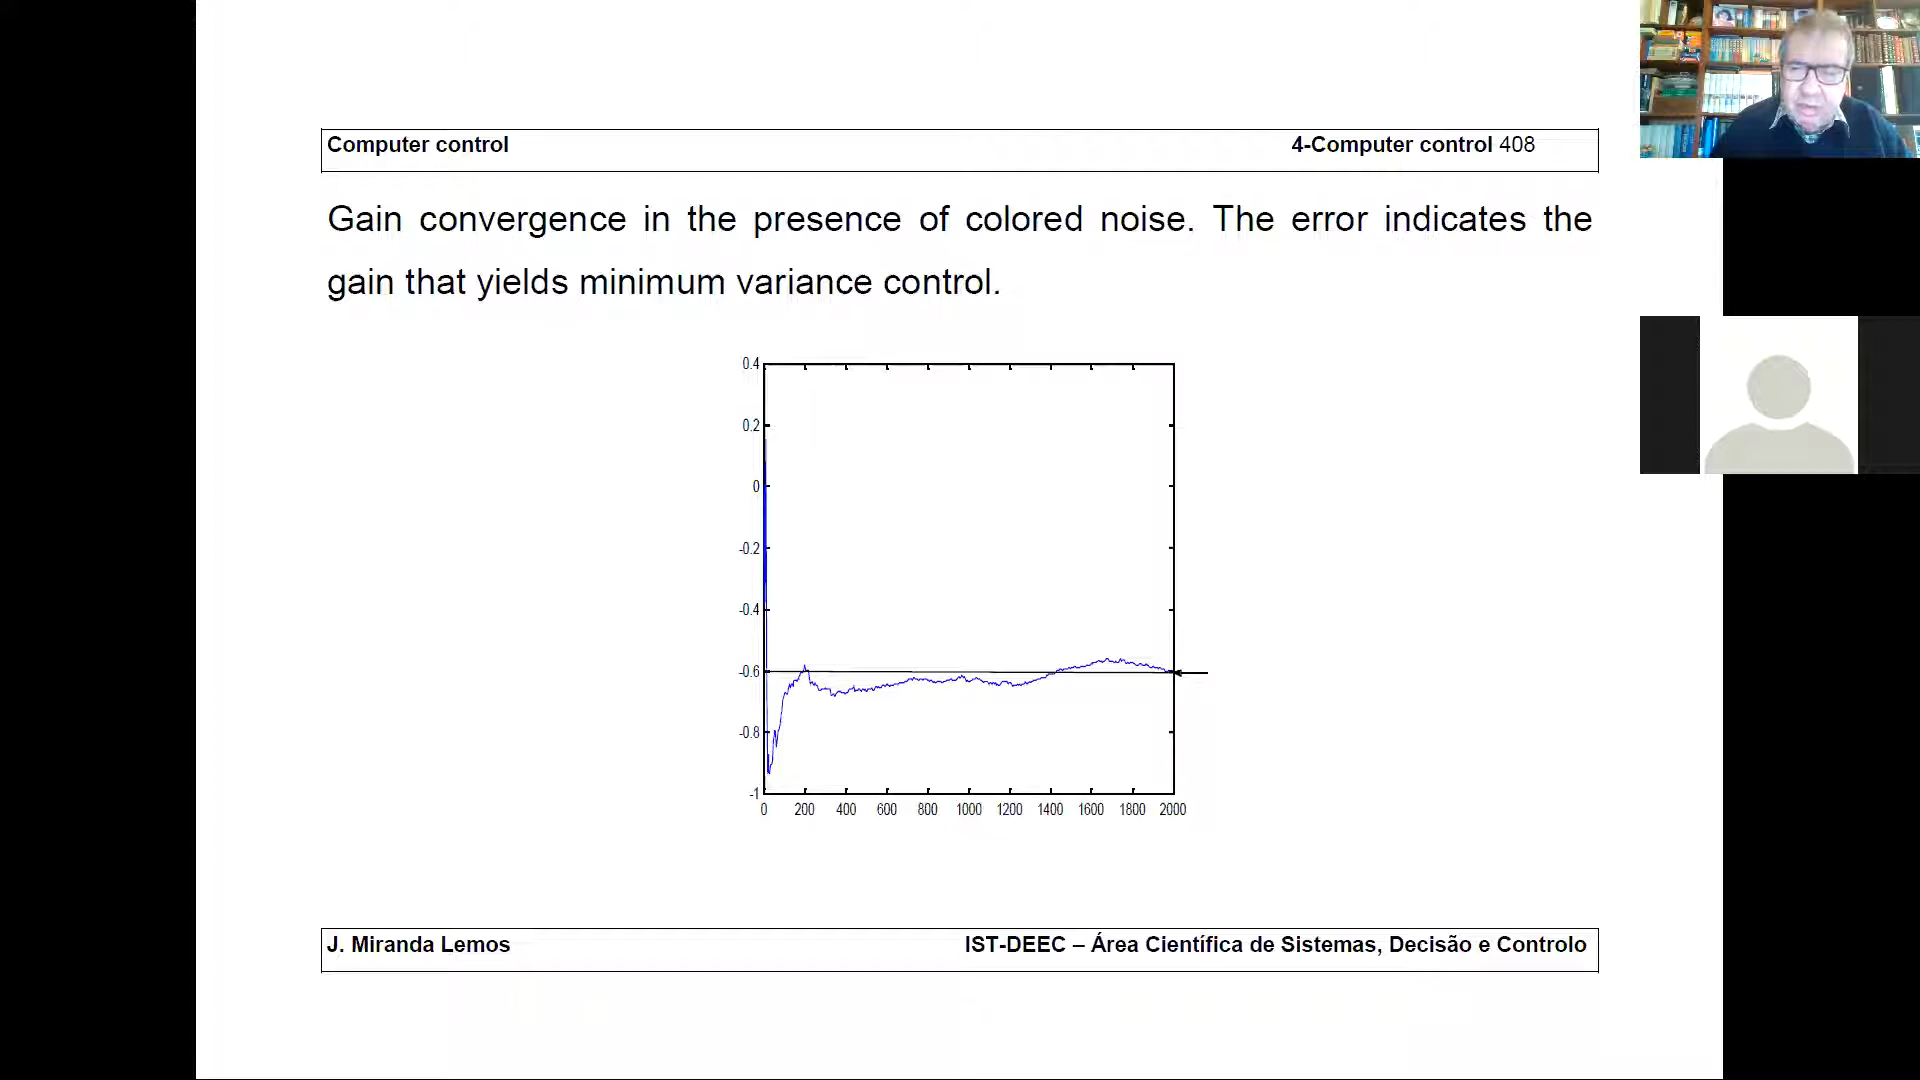 Computer control 4-Computer control 408
Gain convergence in the presence of colored noise. The error indicates the
gain that yields minimum variance control.
0.4
0.2
0
-0.2
-0.4
-0.6
-0.8
-1
0 200 400 600 800 1000 1200 1400 1600 1800 2000
J. Miranda Lemos IST-DEEC – Área Científica de Sistemas, Decisão e Controlo